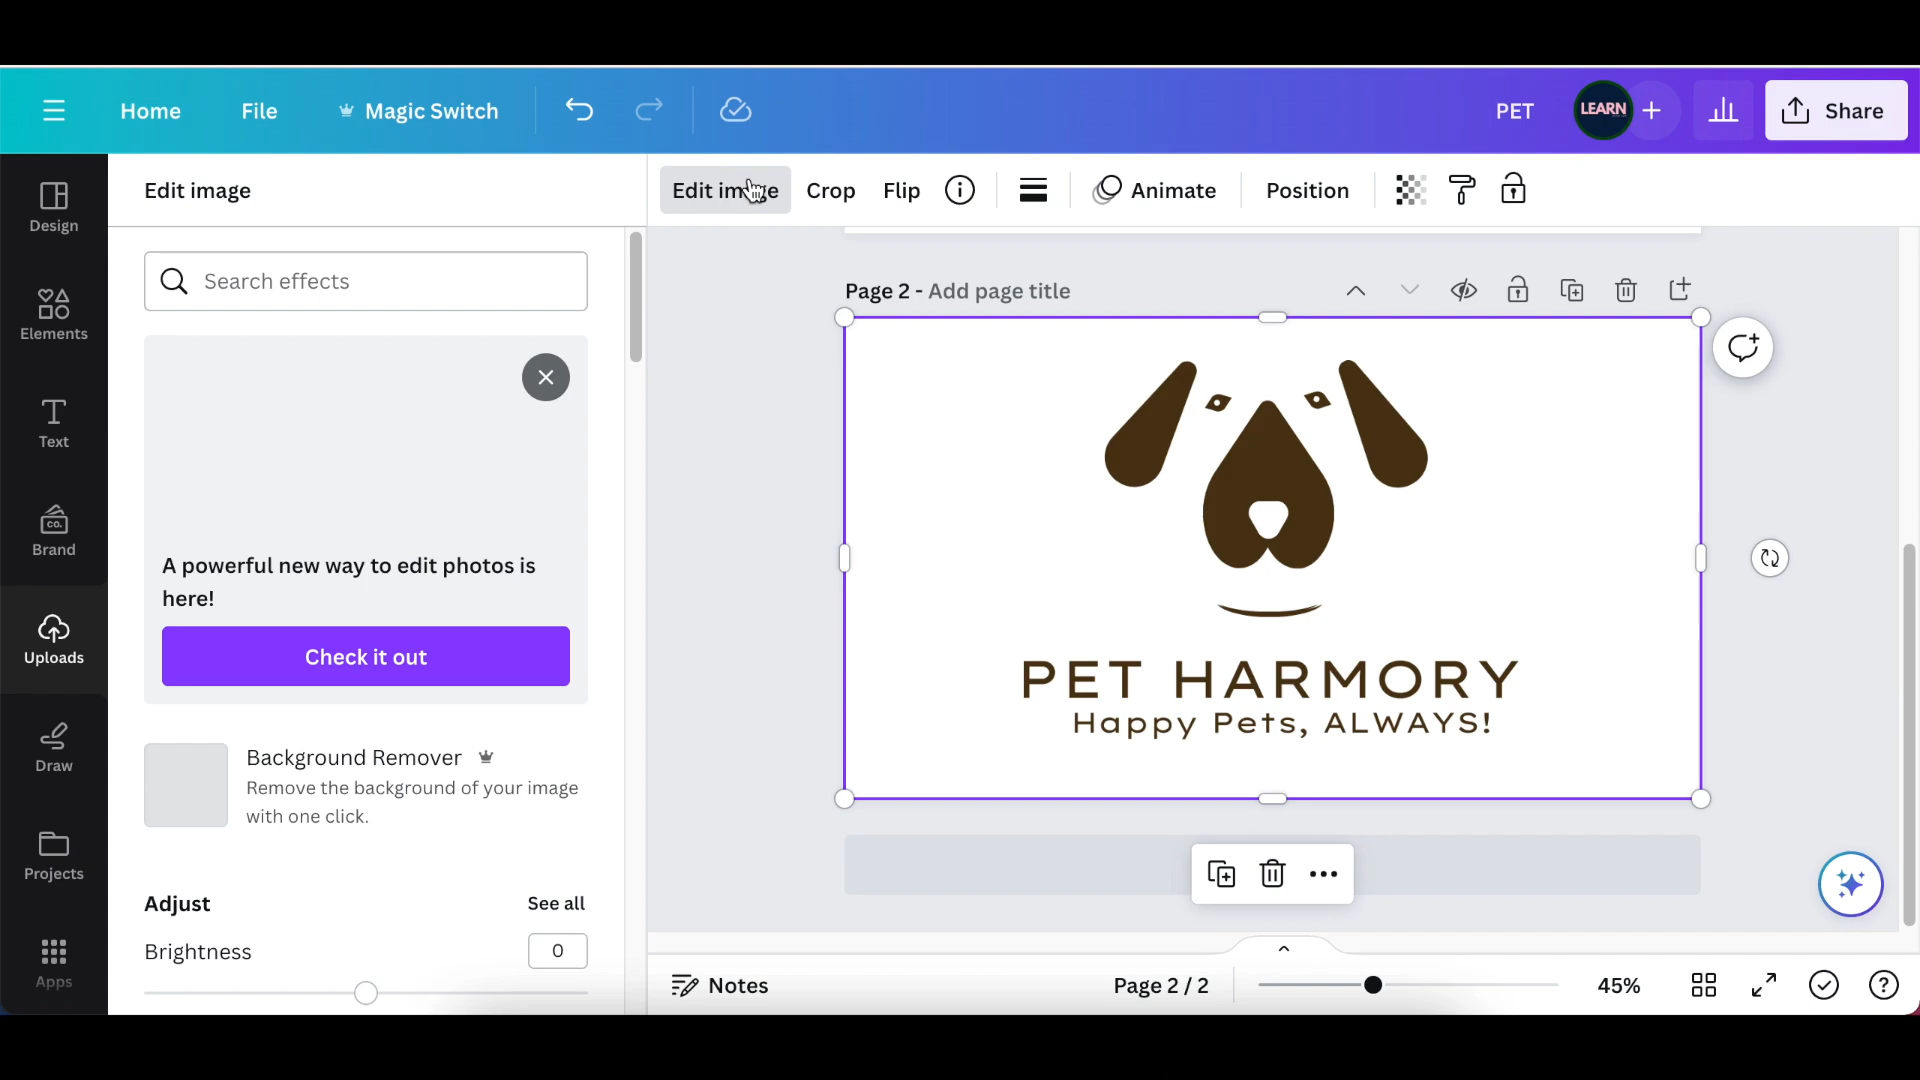 Home File Magic Switch PET LEARN Share
Edit image
Edit image Crop Flip Animate Position
Design
Elements
Text
CO.
Brand
Uploads
Draw
Projects
Apps
Search effects
A powerful new way to edit photos is
here!
Check it out
Background Remover
Remove the background of your image
with one click.
Adjust See all
Brightness 0
Page 2 - Add page title
PET HARMORY
Happy Pets, ALWAYS!
Notes Page 2 / 2 45%